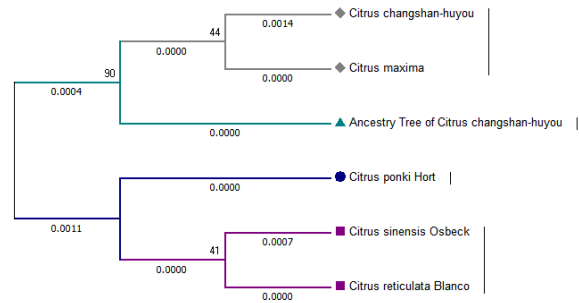 Citrus changshan-huyou
44
0.0014
0.0000
Citrus maxima
90
0.0000
0.0004
Ancestry Tree of Citrus changshan-huyou
0.0000
Citrus ponki Hort
0.0000
0.0011
Citrus sinensis Osbeck
41
0.0007
0.0000
Citrus reticulata Blanco
0.0000